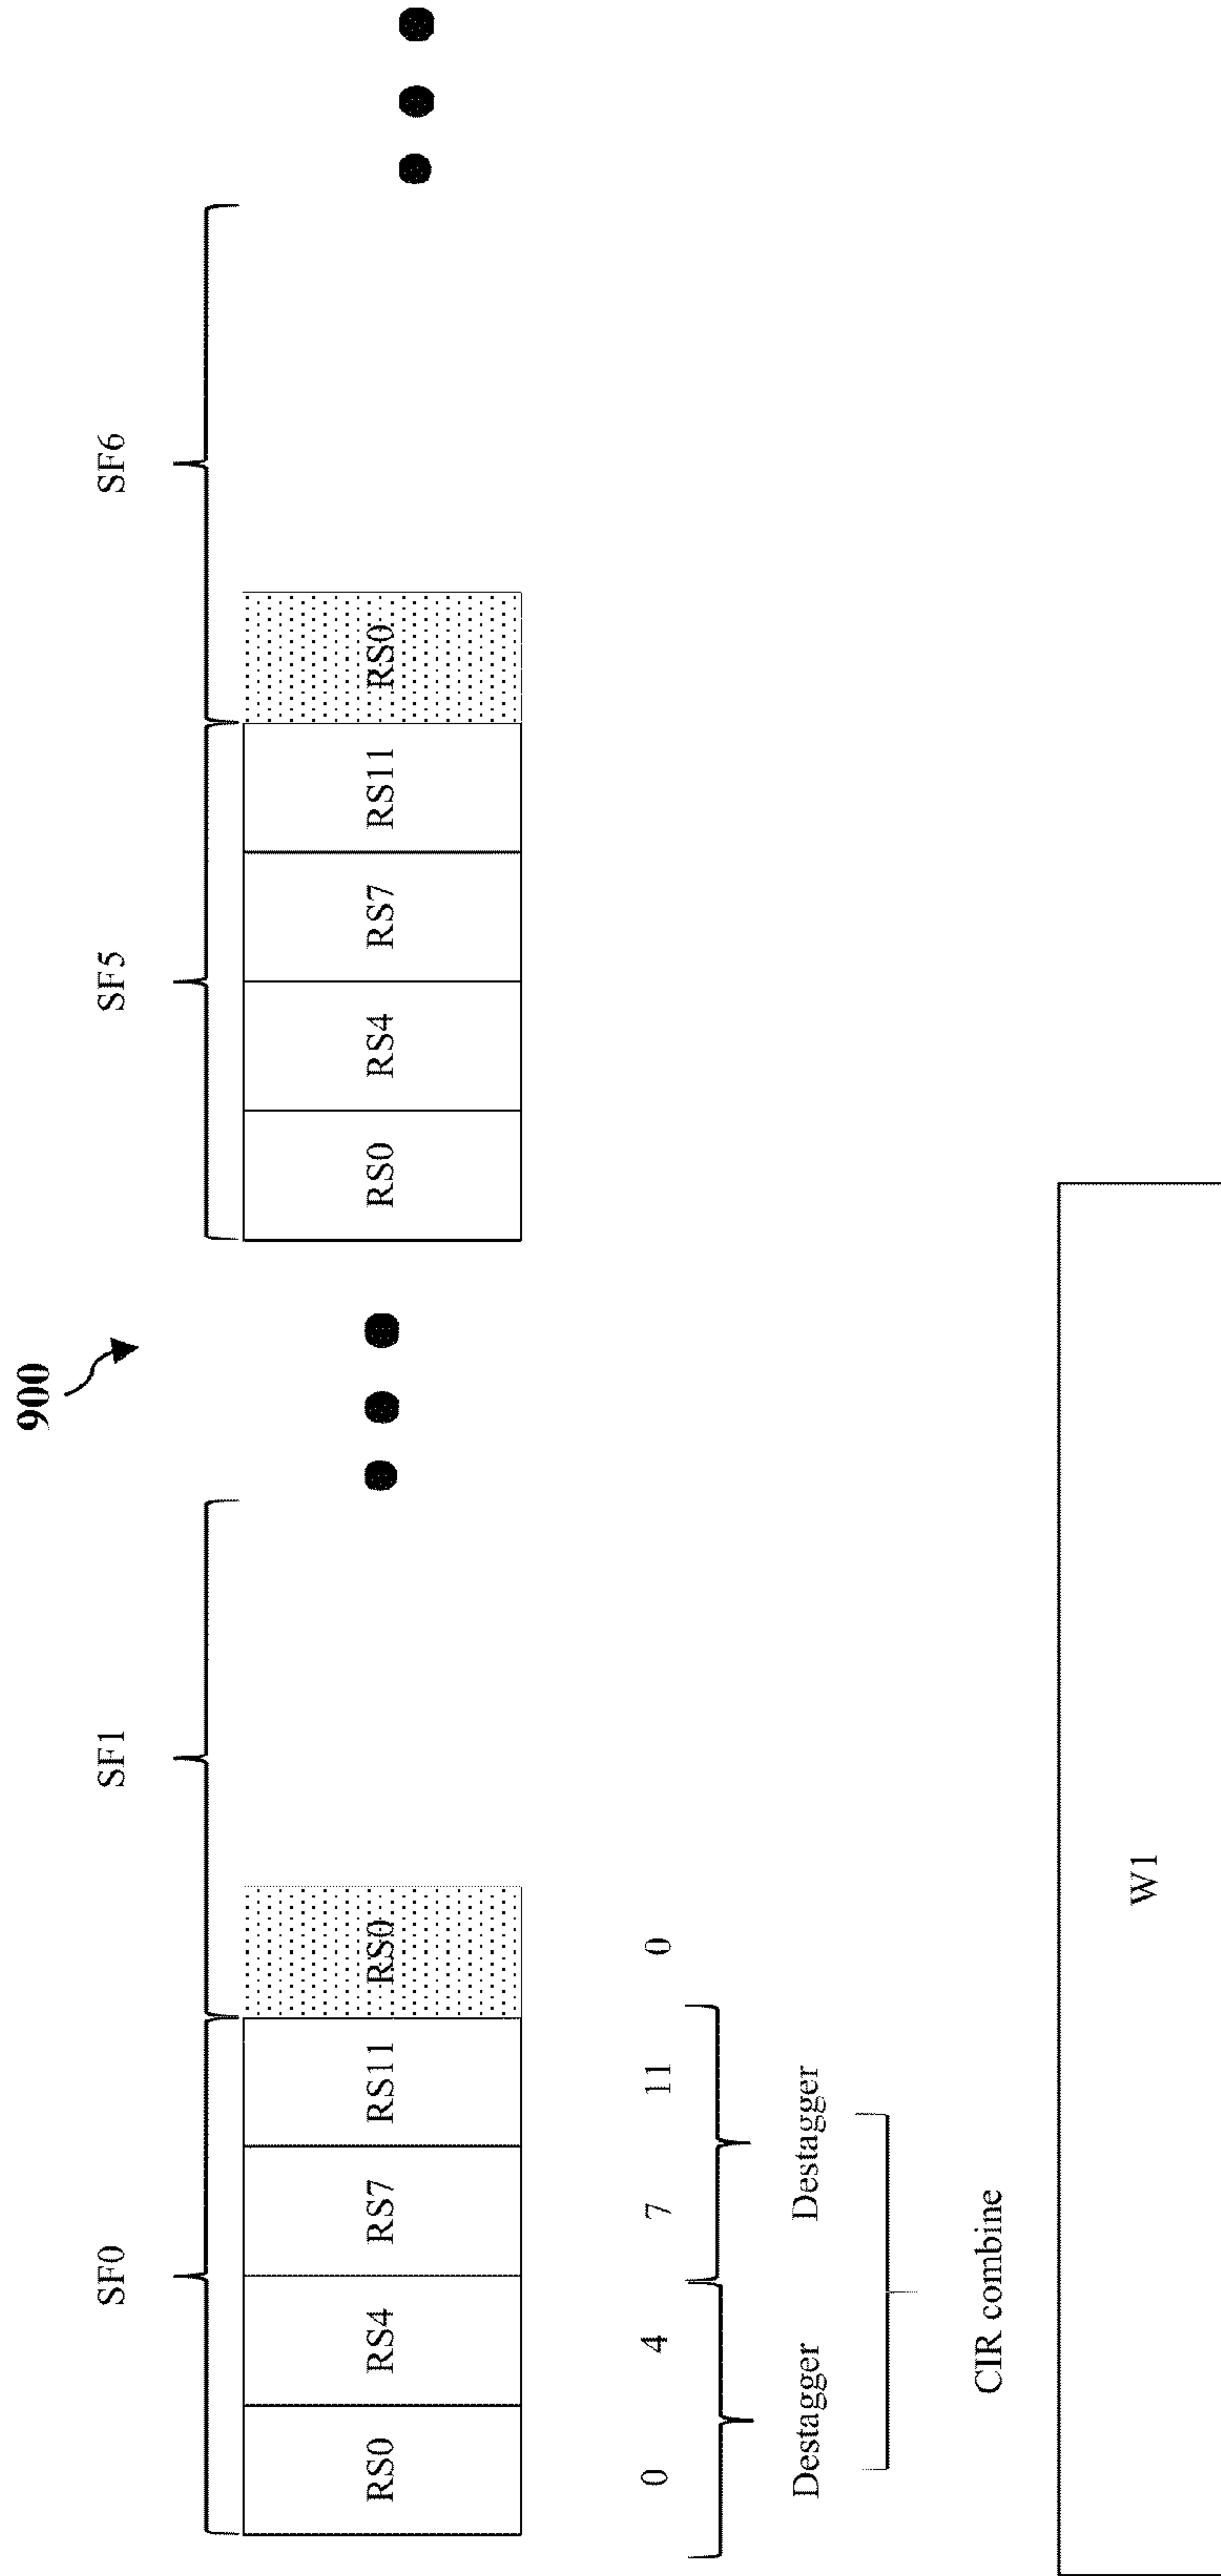 900
SF0 SF1 SF5 SF6
RS0 RS4 RS7 RS11 RS0 RS0 RS4 RS7 RS11 RS0
0 4 7 11 0
Destagger Destagger
CIR combine
W1